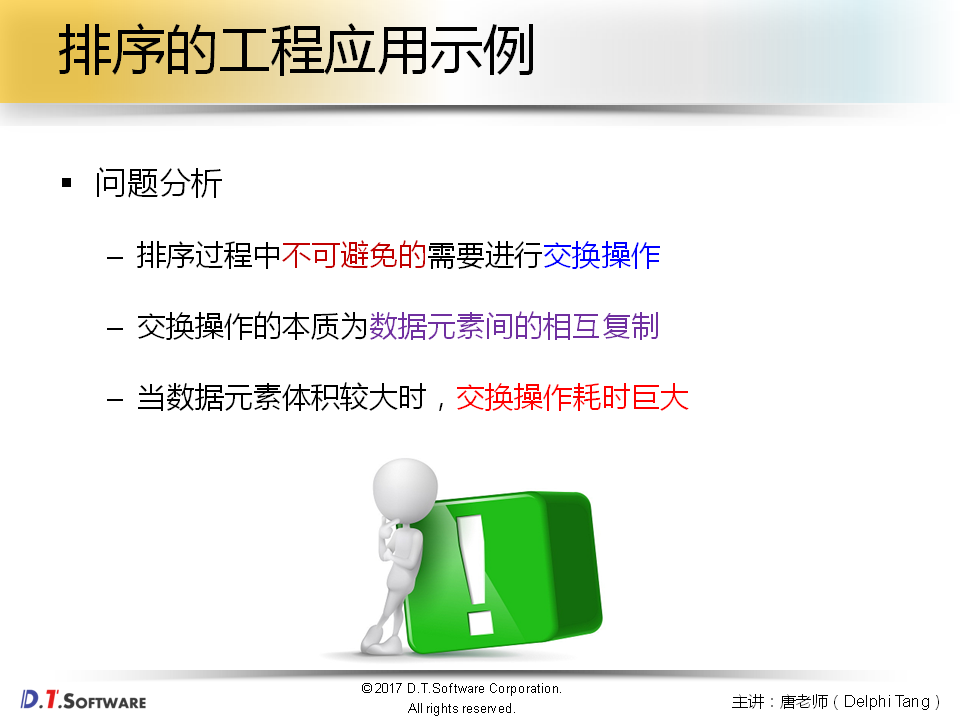 排序的工程应用示例
▪ 问题分析
– 排序过程中不可避免的需要进行交换操作
– 交换操作的本质为数据元素间的相互复制
– 当数据元素体积较大时，交换操作耗时巨大
!
D.T.SOFTWARE
©2017 D.T.Software Corporation.
All rights reserved.
主讲：唐老师（Delphi Tang）